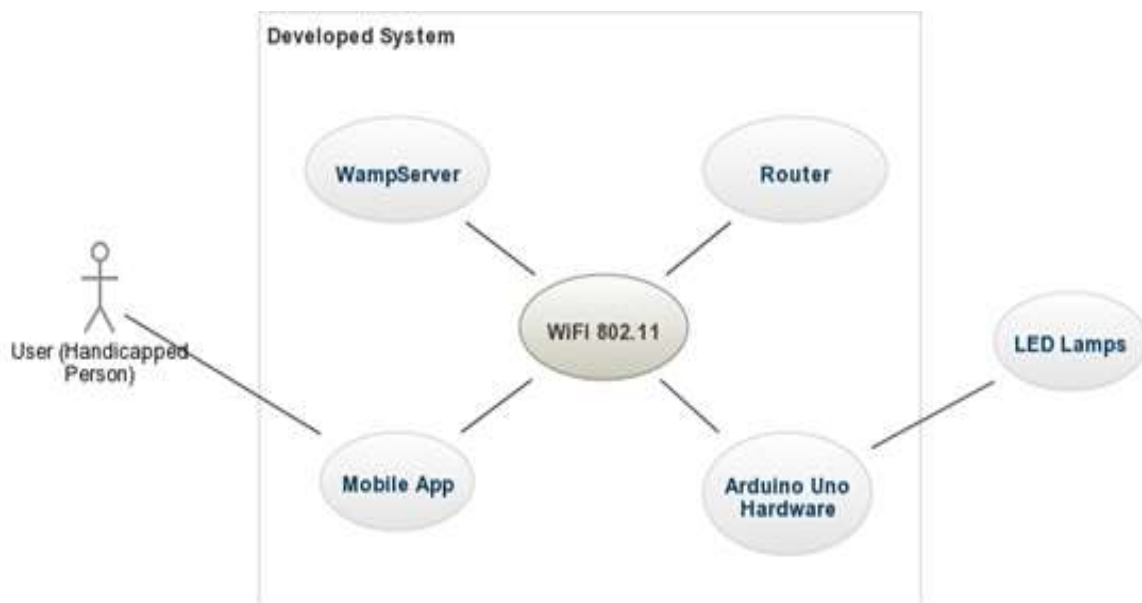 Developed System
WampServer
Router
WiFi 802.11
User (Handicapped
Person)
LED Lamps
Mobile App
Arduino Uno
Hardware